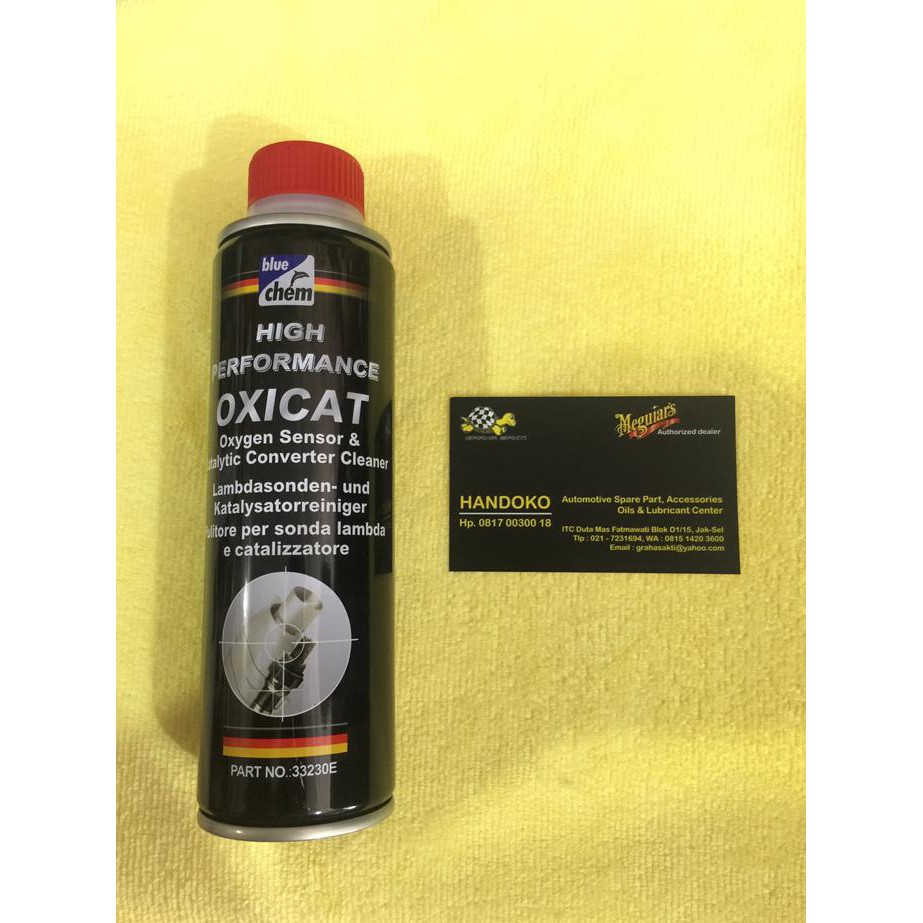 blue
chem
HIGH
PERFORMANCE
OXICAT
Oxygen Sensor &
Catalytic Converter Cleaner
Lambdasonden- und
Katalysatorreiniger
Pulitore per sonda lambda
e catalizzatore
PART NO.:33230E
GRAHA SAKTI
Meguiar's
Authorized dealer
HANDOKO
Hp. 0817 00300 18
Automotive Spare Part, Accessories
Oils & Lubricant Center
ITC Duta Mas Fatmawati Blok D1/15, Jak-Sel
Tlp : 021 - 7231694, WA : 0815 1420 3600
Email : grahasakti@yahoo.com